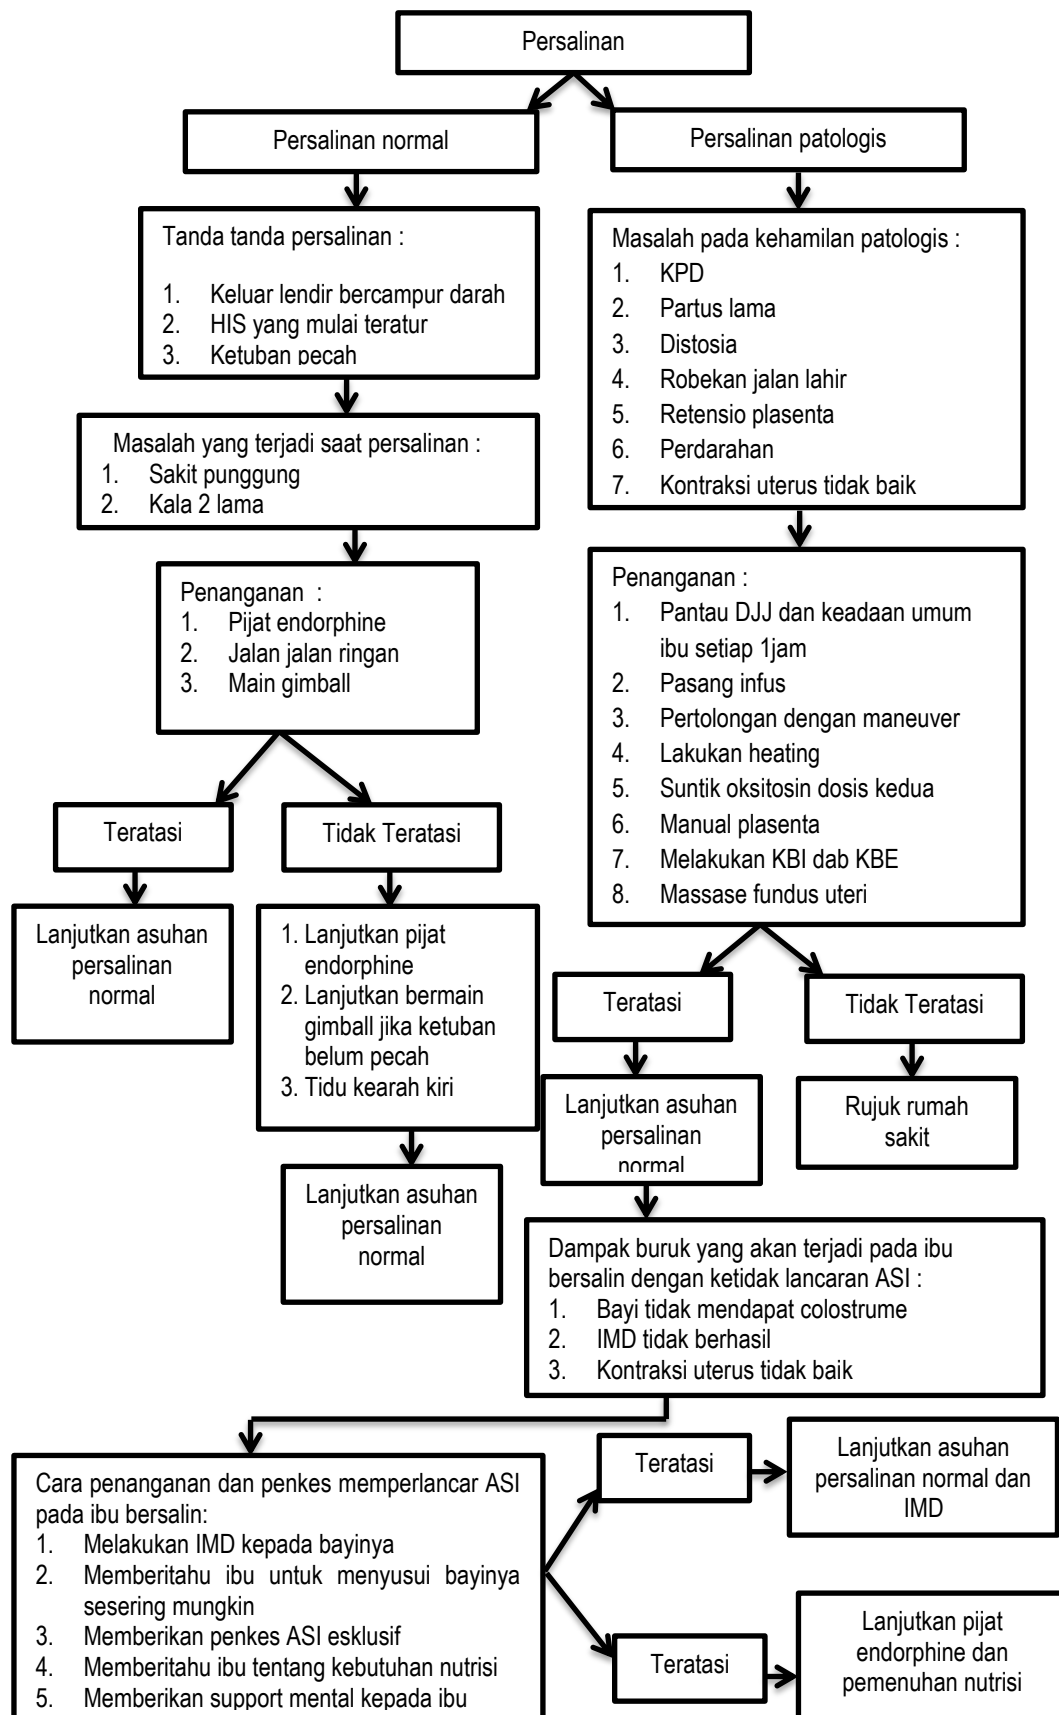 Persalinan
Persalinan normal
Persalinan patologis
Tanda tanda persalinan :
1. Keluar lendir bercampur darah
2. HIS yang mulai teratur
3. Ketuban pecah
Masalah pada kehamilan patologis :
1. KPD
2. Partus lama
3. Distosia
4. Robekan jalan lahir
5. Retensio plasenta
6. Perdarahan
7. Kontraksi uterus tidak baik
Masalah yang terjadi saat persalinan :
1. Sakit punggung
2. Kala 2 lama
Penanganan :
1. Pijat endorphine
2. Jalan jalan ringan
3. Main gimball
Penanganan :
1. Pantau DJJ dan keadaan umum
ibu setiap 1jam
2. Pasang infus
3. Pertolongan dengan maneuver
4. Lakukan heating
5. Suntik oksitosin dosis kedua
6. Manual plasenta
7. Melakukan KBI dab KBE
8. Massase fundus uteri
Teratasi
Tidak Teratasi
Lanjutkan asuhan
persalinan
normal
1. Lanjutkan pijat
endorphine
2. Lanjutkan bermain
gimball jika ketuban
belum pecah
3. Tidu kearah kiri
Teratasi
Tidak Teratasi
Lanjutkan asuhan
persalinan
normal
Rujuk rumah
sakit
Lanjutkan asuhan
persalinan
normal
Dampak buruk yang akan terjadi pada ibu
bersalin dengan ketidak lancaran ASI :
1. Bayi tidak mendapat colostrume
2. IMD tidak berhasil
3. Kontraksi uterus tidak baik
Cara penanganan dan penkes memperlancar ASI
pada ibu bersalin:
1. Melakukan IMD kepada bayinya
2. Memberitahu ibu untuk menyusui bayinya
sesering mungkin
3. Memberikan penkes ASI esklusif
4. Memberitahu ibu tentang kebutuhan nutrisi
5. Memberikan support mental kepada ibu
Teratasi
Lanjutkan asuhan
persalinan normal dan
IMD
Teratasi
Lanjutkan pijat
endorphine dan
pemenuhan nutrisi